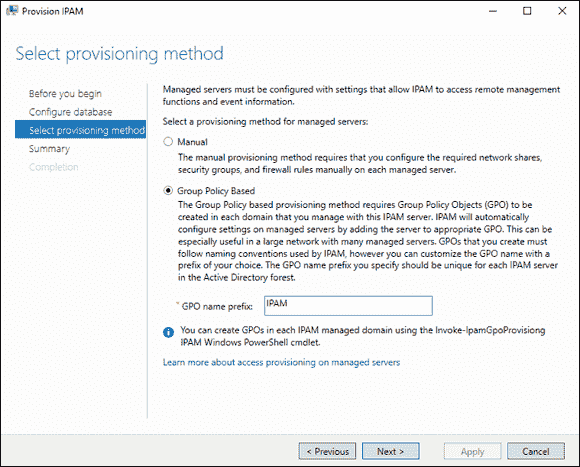 Provision IPAM
Select provisioning method
Before you begin
Configure database
Select provisioning method
Summary
Completion
Managed servers must be configured with settings that allow IPAM to access remote management
functions and event information.
Select a provisioning method for managed servers:
Manual
The manual provisioning method requires that you configure the required network shares,
security groups, and firewall rules manually on each managed server.
Group Policy Based
The Group Policy based provisioning method requires Group Policy Objects (GPO) to be
created in each domain that you manage with this IPAM server. IPAM will automatically
configure settings on managed servers by adding the server to appropriate GPO. This can be
especially useful in a large network with many managed servers. GPOs that you create must
follow naming conventions used by IPAM, however you can customize the GPO name with a
prefix of your choice. The GPO name prefix you specify should be unique for each IPAM server
in the Active Directory forest.
* GPO name prefix: IPAM
You can create GPOs in each IPAM managed domain using the Invoke-IpamGpoProvisiong
IPAM Windows PowerShell cmdlet.
Learn more about access provisioning on managed servers
< Previous Next > Apply Cancel